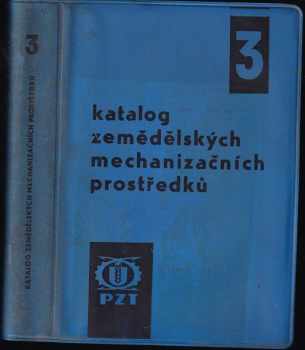 3
KATALOG ZEMĚDĚLSKÝCH MECHANIZAČNÍCH PROSTŘEDKŮ
3
katalog
zemědělských
mechanizačních
prostředků
PZT